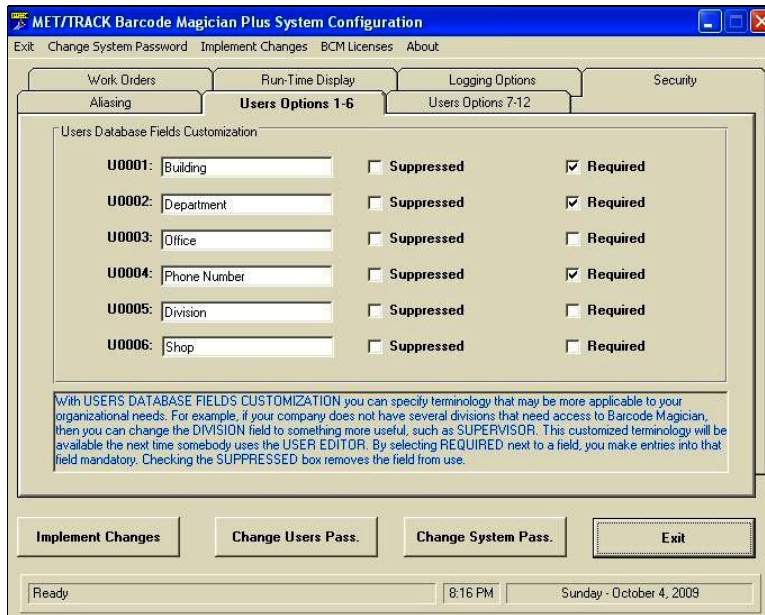 MET/TRACK Barcode Magician Plus System Configuration
Exit Change System Password Implement Changes BCM Licenses About
Work Orders Run-Time Display Logging Options Security
Aliasing Users Options 1-6 Users Options 7-12
Users Database Fields Customization
U0001: Building Suppressed Required
U0002: Department Suppressed Required
U0003: Office Suppressed Required
U0004: Phone Number Suppressed Required
U0005: Division Suppressed Required
U0006: Shop Suppressed Required
With USERS DATABASE FIELDS CUSTOMIZATION you can specify terminology that may be more applicable to your
organizational needs. For example, if your company does not have several divisions that need access to Barcode Magician,
then you can change the DIVISION field to something more useful, such as SUPERVISOR. This customized terminology will be
available the next time somebody uses the USER EDITOR. By selecting REQUIRED next to a field, you make entries into that
field mandatory. Checking the SUPPRESSED box removes the field from use.
Implement Changes Change Users Pass. Change System Pass. Exit
Ready 8:16 PM Sunday - October 4, 2009